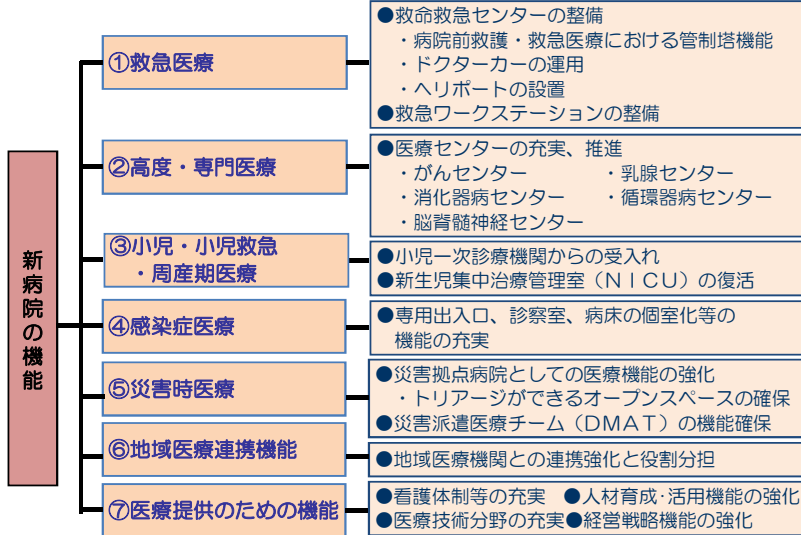 新病院の機能
①救急医療
●救命救急センターの整備
・病院前救護・救急医療における管制塔機能
・ドクターカーの運用
・ヘリポートの設置
●救急ワークステーションの整備
②高度・専門医療
●医療センターの充実、推進
・がんセンター ・乳腺センター
・消化器病センター ・循環器病センター
・脳脊髄神経センター
③小児・小児救急
・周産期医療
●小児一次診療機関からの受入れ
●新生児集中治療管理室（ＮＩＣＵ）の復活
④感染症医療
●専用出入口、診察室、病床の個室化等の
機能の充実
⑤災害時医療
●災害拠点病院としての医療機能の強化
・トリアージができるオープンスペースの確保
●災害派遣医療チーム（ＤＭＡＴ）の機能確保
⑥地域医療連携機能
●地域医療機関との連携強化と役割分担
⑦医療提供のための機能
●看護体制等の充実 ●人材育成･活用機能の強化
●医療技術分野の充実●経営戦略機能の強化